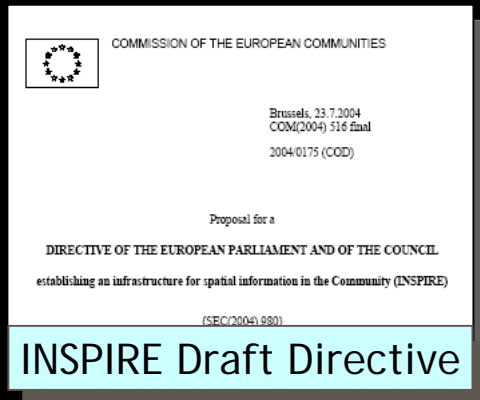 COMMISSION OF THE EUROPEAN COMMUNITIES
Brussels, 23.7.2004
COM(2004) 516 final
2004/0175 (COD)
Proposal for a
DIRECTIVE OF THE EUROPEAN PARLIAMENT AND OF THE COUNCIL
establishing an infrastructure for spatial information in the Community (INSPIRE)
{SEC(2004) 980}
INSPIRE Draft Directive